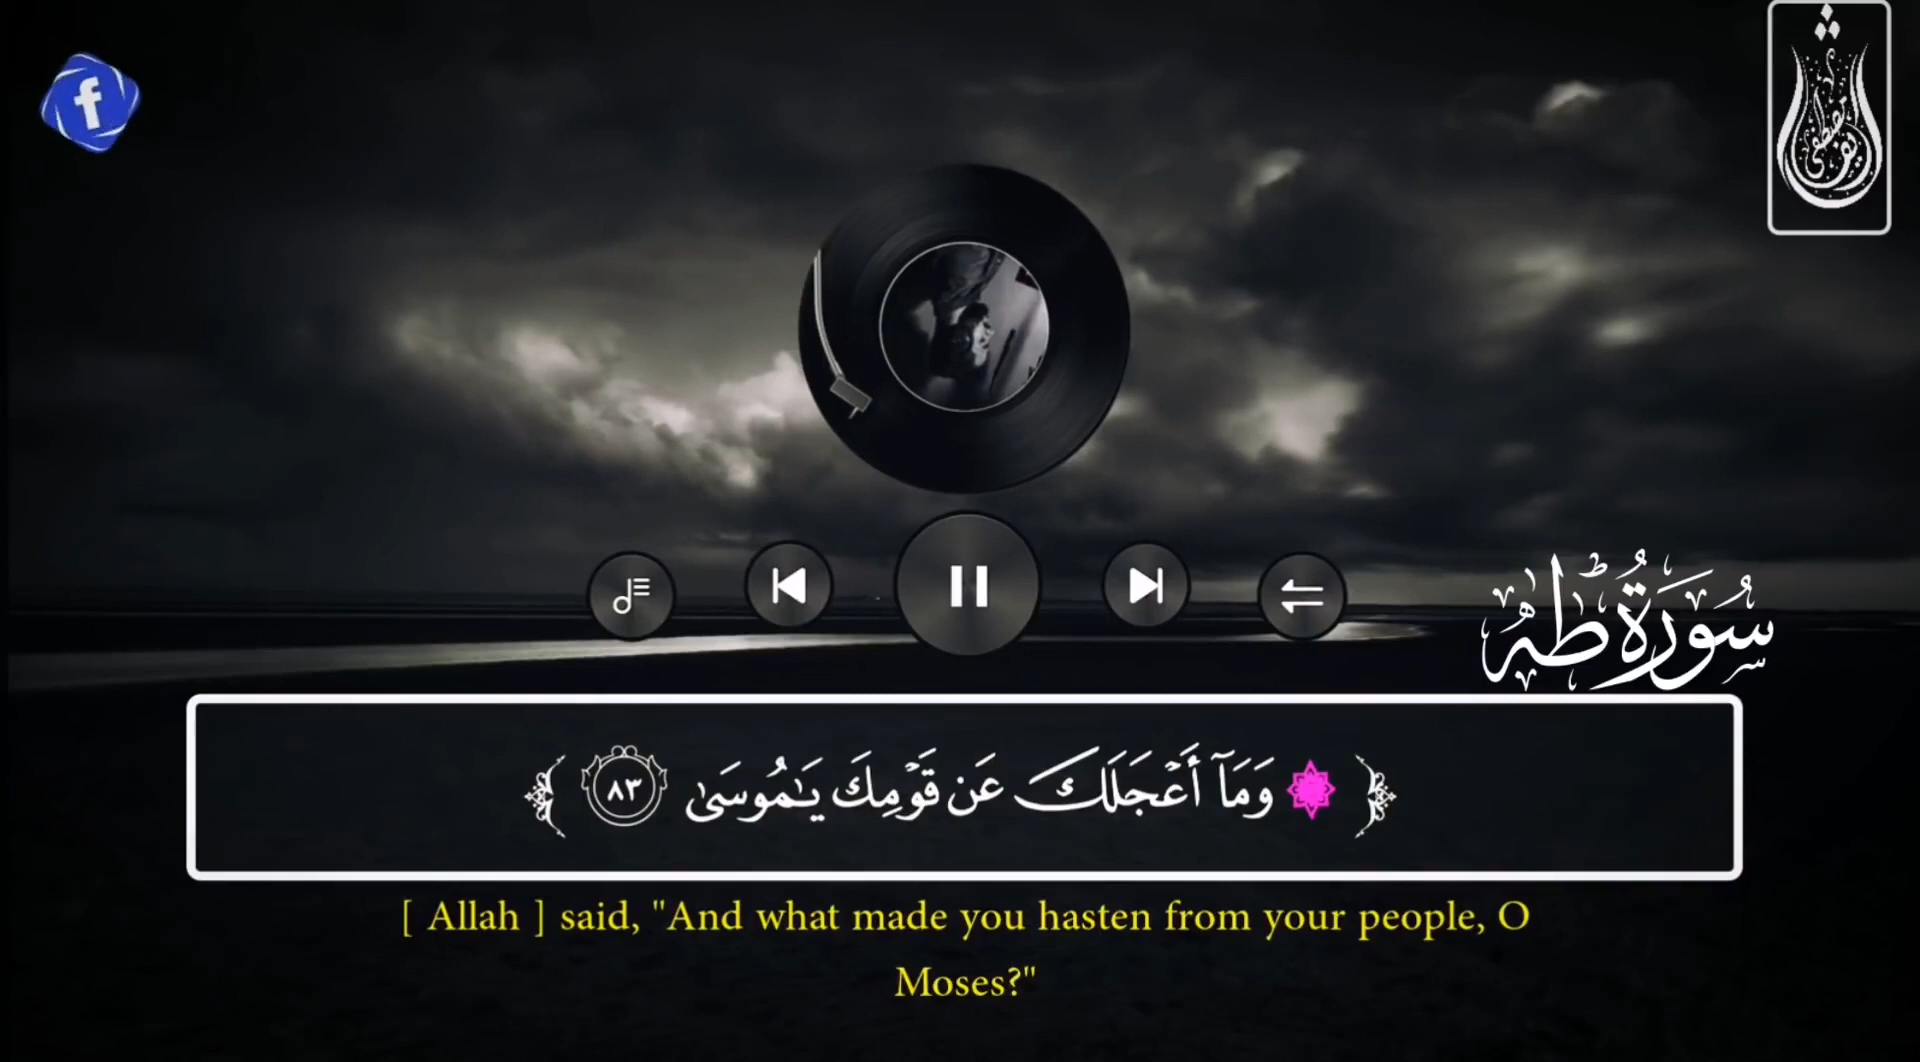 f
سُورَةُ طه
وَمَآ أَعْجَلَكَ عَن قَوْمِكَ يَٰمُوسَىٰ ٨٣
[ Allah ] said, "And what made you hasten from your people, O
Moses?"